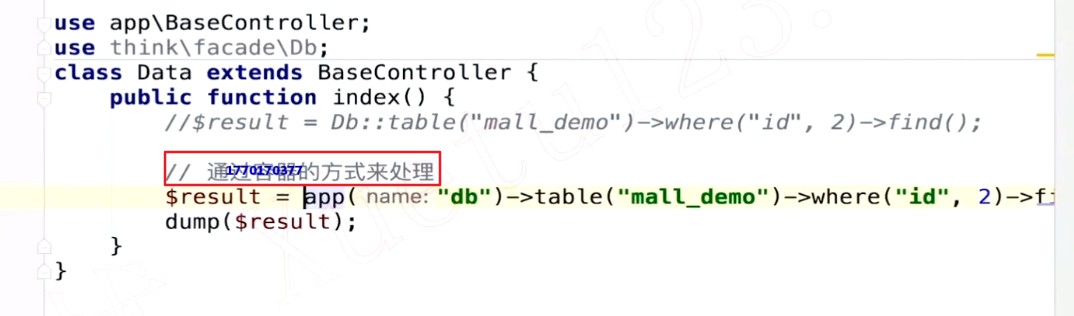 use app\BaseController;
use think\facade\Db;
class Data extends BaseController {
public function index() {
//$result = Db::table("mall_demo")->where("id", 2)->find();
// 通过容器的方式来处理
1770170377
$result = app( name: "db")->table("mall_demo")->where("id", 2)->fi
dump($result);
}
}